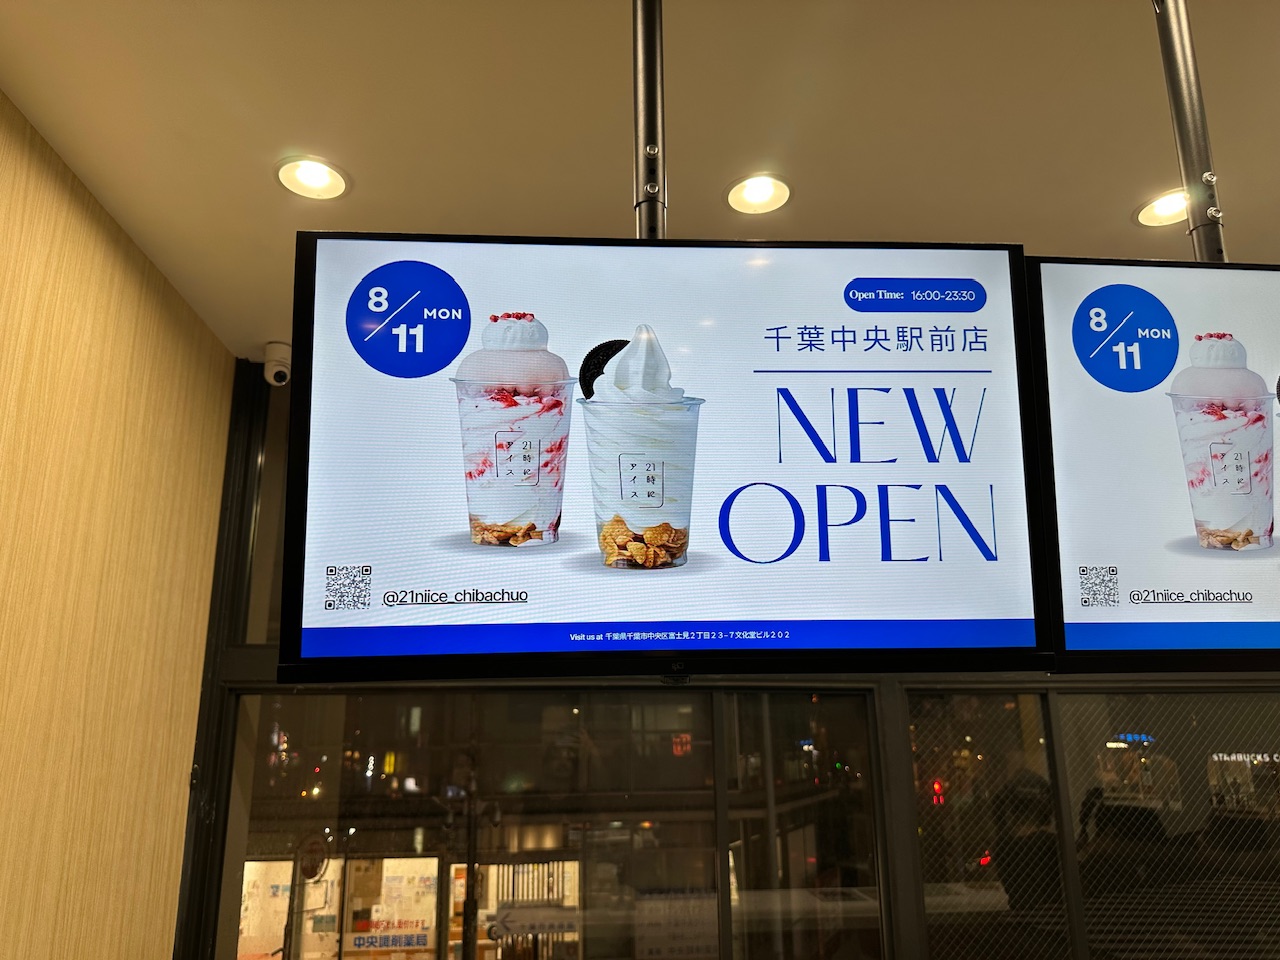 8/11 MON
Open Time: 16:00-23:30
千葉中央駅前店
NEW
OPEN
21時に
アイス
21時に
アイス
@21niice_chibachuo
Visit us at 千葉県千葉市中央区富士見2丁目23-7文化堂ビル202
8/11 MON
21時に
アイス
@21niice_chibachuo
STARBUCKS C
中央調剤薬局